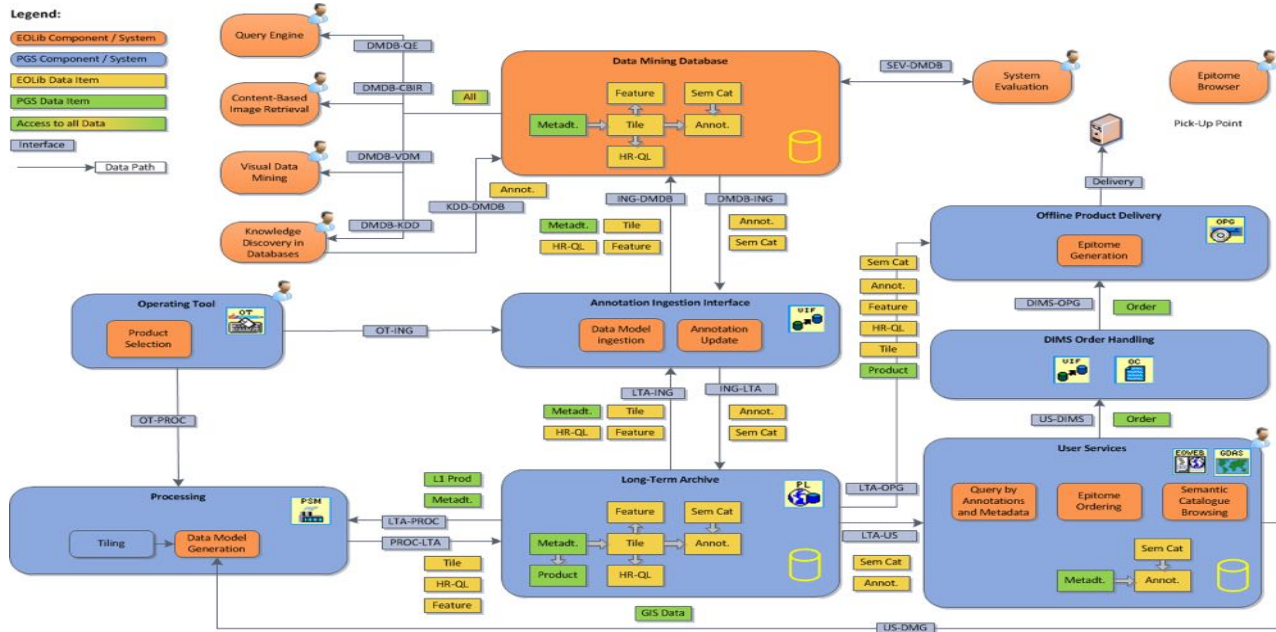 Legend:
EOLib Component / System
PGS Component / System
EOLib Data Item
PGS Data Item
Access to all Data
Interface
Data Path
Query Engine
DMDB-QE
Content-Based
Image Retrieval
DMDB-CBIR
All
Visual Data
Mining
DMDB-VDM
Knowledge
Discovery in
Databases
DMDB-KDD
KDD-DMDB
Annot.
Data Mining Database
Feature
Sem Cat
Metadt.
Tile
Annot.
HR-QL
SEV-DMDB
System
Evaluation
Epitome
Browser
Pick-Up Point
Delivery
ING-DMDB
Metadt.
Tile
HR-QL
Feature
DMDB-ING
Annot.
Sem Cat
Offline Product Delivery
OPG
Epitome
Generation
Sem Cat
Annot.
Feature
HR-QL
Tile
Product
DIMS-OPG
Order
Operating Tool
OT
Product
Selection
OT-ING
Annotation Ingestion Interface
UIF
Data Model
ingestion
Annotation
Update
DIMS Order Handling
UIF
OC
OT-PROC
LTA-ING
Metadt.
Tile
HR-QL
Feature
ING-LTA
Annot.
Sem Cat
US-DIMS
Order
Processing
PSM
Tiling
Data Model
Generation
L1 Prod
Metadt.
LTA-PROC
PROC-LTA
Tile
HR-QL
Feature
Long-Term Archive
PL
Feature
Sem Cat
Metadt.
Tile
Annot.
Product
HR-QL
LTA-OPG
LTA-US
Sem Cat
Annot.
User Services
EOWEB
GDAS
Query by
Annotations
and Metadata
Epitome
Ordering
Semantic
Catalogue
Browsing
Sem Cat
Metadt.
Annot.
GIS Data
US-DMG